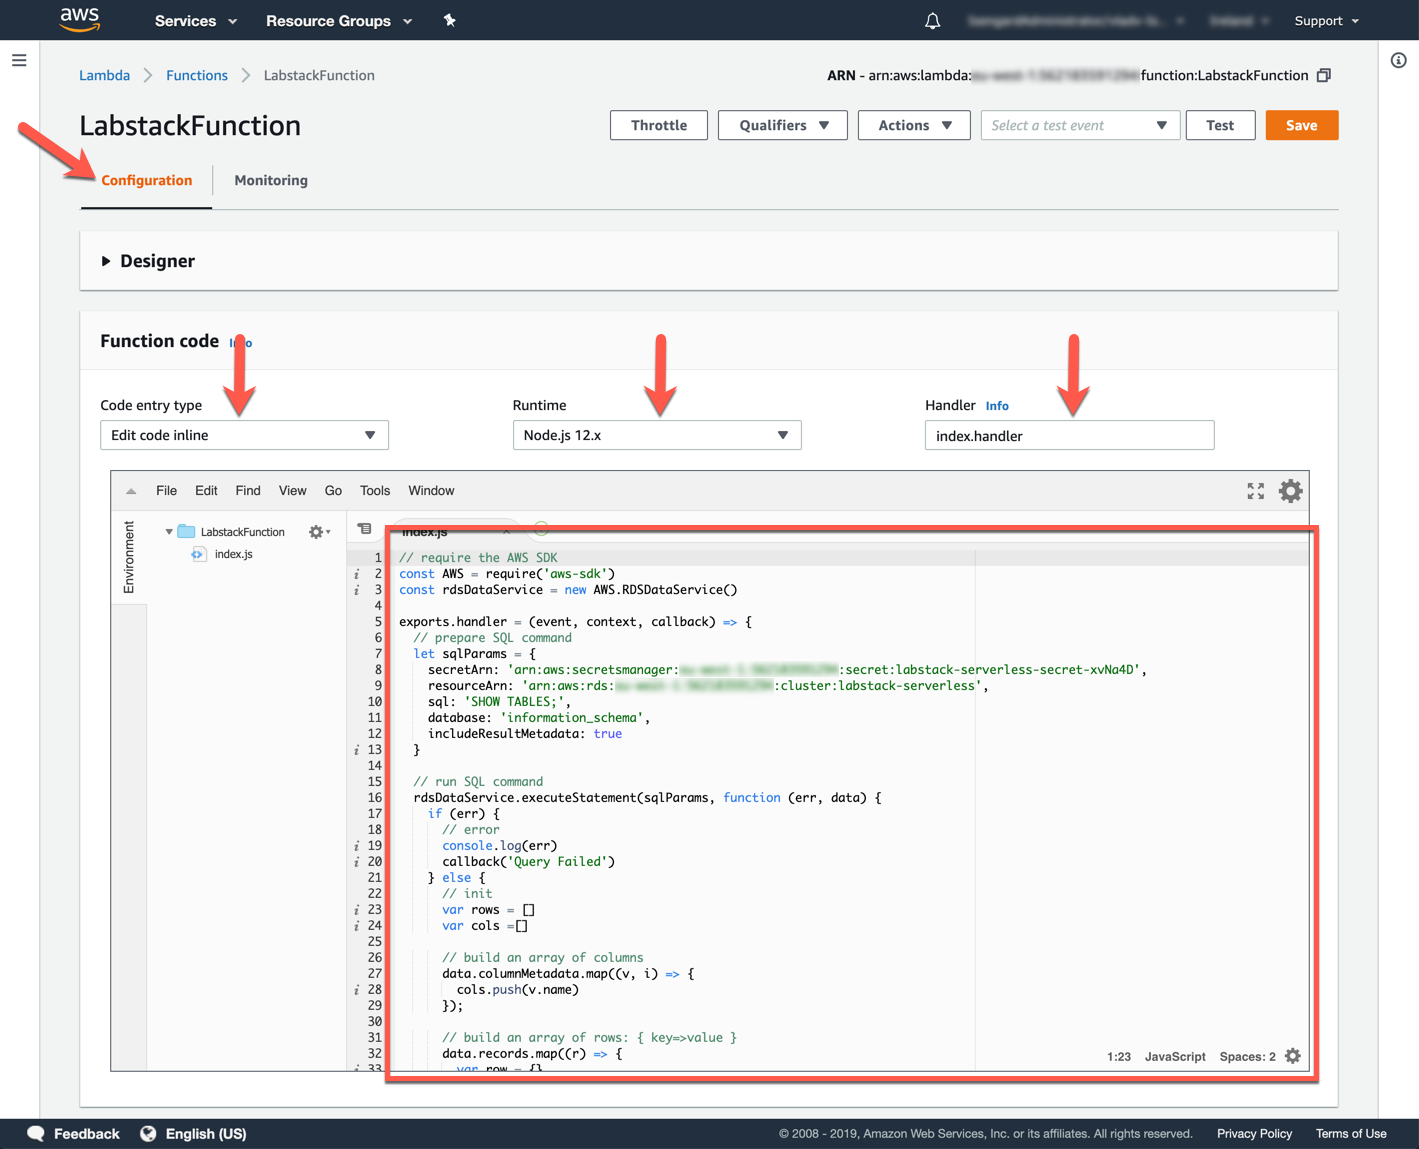 aws Services Resource Groups Support
Lambda Functions LabstackFunction ARN - arn:aws:lambda: function:LabstackFunction
LabstackFunction Throttle Qualifiers Actions Select a test event Test Save
Configuration Monitoring
Designer
Function code Info
Code entry type Runtime Handler Info
Edit code inline Node.js 12.x index.handler
File Edit Find View Go Tools Window
Environment
LabstackFunction
index.js
index.js
1 // require the AWS SDK
2 const AWS = require('aws-sdk')
3 const rdsDataService = new AWS.RDSDataService()
4
5 exports.handler = (event, context, callback) => {
6 // prepare SQL command
7 let sqlParams = {
8 secretArn: 'arn:aws:secretsmanager: :secret:labstack-serverless-secret-xvNa4D',
9 resourceArn: 'arn:aws:rds: :cluster:labstack-serverless',
10 sql: 'SHOW TABLES;',
11 database: 'information_schema',
12 includeResultMetadata: true
13 }
14
15 // run SQL command
16 rdsDataService.executeStatement(sqlParams, function (err, data) {
17 if (err) {
18 // error
19 console.log(err)
20 callback('Query Failed')
21 } else {
22 // init
23 var rows = []
24 var cols =[]
25
26 // build an array of columns
27 data.columnMetadata.map((v, i) => {
28 cols.push(v.name)
29 });
30
31 // build an array of rows: { key=>value }
32 data.records.map((r) => {
33 var row = {}
1:23 JavaScript Spaces: 2
Feedback English (US) © 2008 - 2019, Amazon Web Services, Inc. or its affiliates. All rights reserved. Privacy Policy Terms of Use